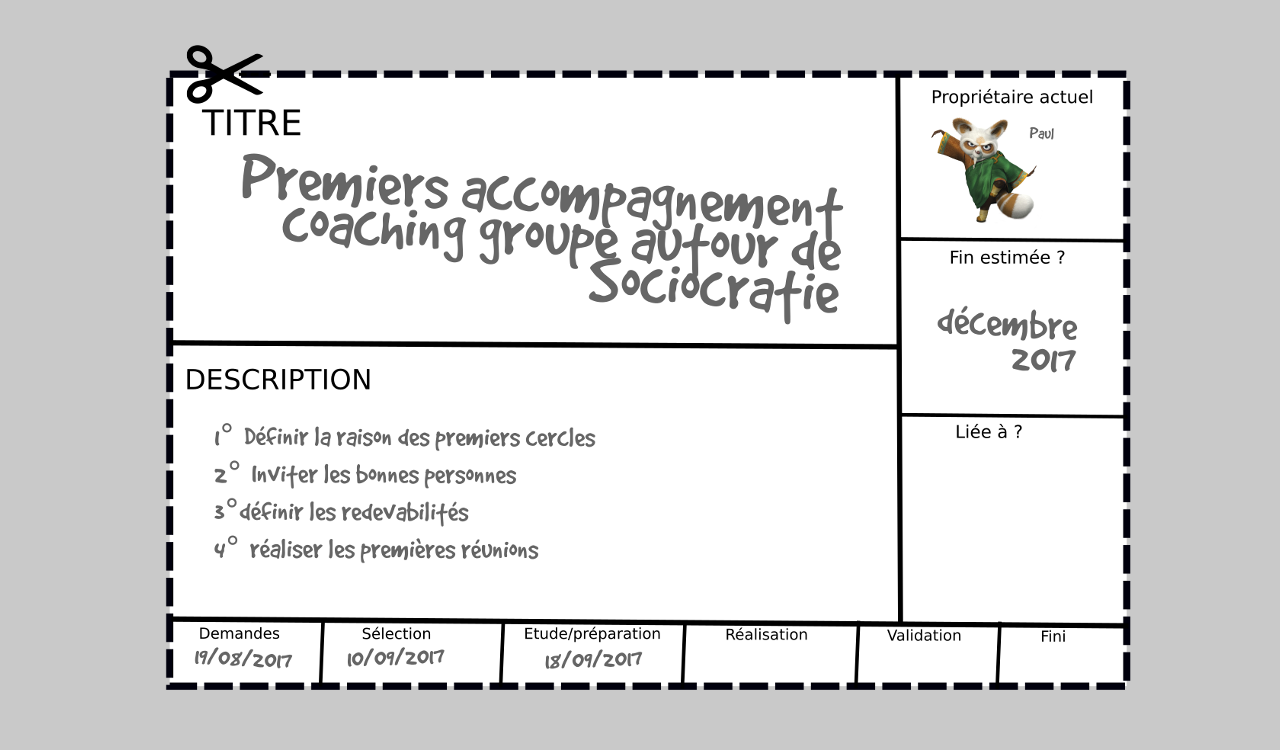 TITRE
Premiers accompagnement
coaching groupe autour de
Sociocratie
Propriétaire actuel
Paul
Fin estimée ?
décembre
2017
Liée à ?
DESCRIPTION
1° Définir la raison des premiers cercles
2° Inviter les bonnes personnes
3° définir les redevabilités
4° réaliser les premières réunions
Demandes
19/08/2017
Sélection
10/09/2017
Etude/préparation
18/09/2017
Réalisation
Validation
Fini